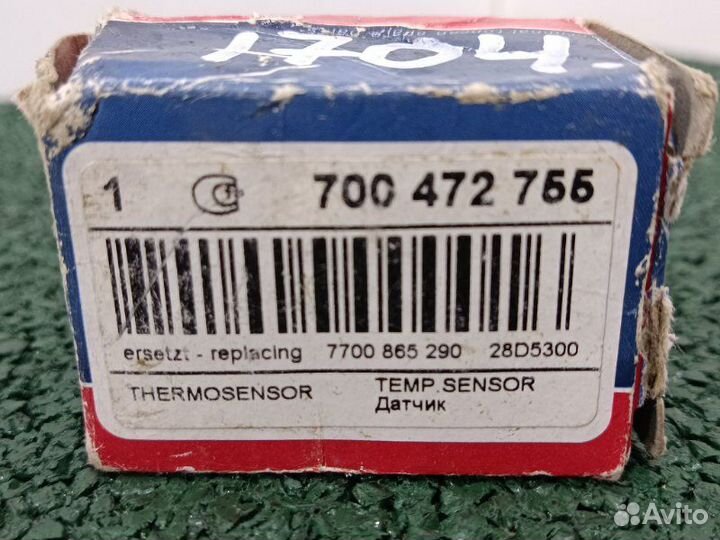 1704.
1 700 472 755
ersetzt - replacing 7700 865 290 28D5300
THERMOSENSOR TEMP.SENSOR
Датчик
Avito